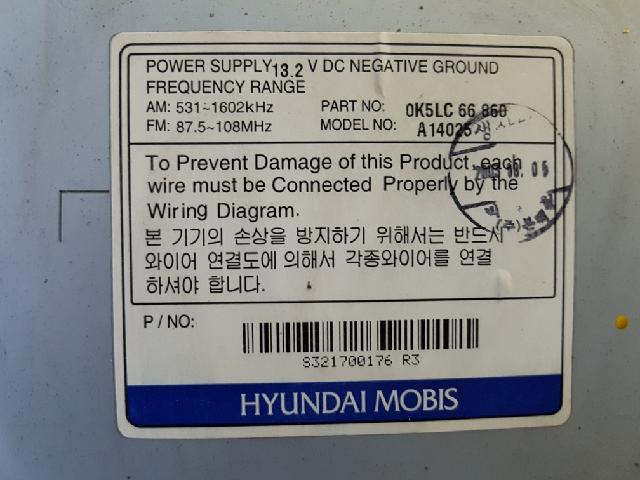 POWER SUPPLY 13.2 V DC NEGATIVE GROUND
FREQUENCY RANGE
AM: 531~1602kHz PART NO: 0K5LC 66 860
FM: 87.5~108MHz MODEL NO: A14025
To Prevent Damage of this Product, each
wire must be Connected Properly by the
Wiring Diagram.
본 기기의 손상을 방지하기 위해서는 반드시
와이어 연결도에 의해서 각종와이어를 연결
하셔야 합니다.
P / NO:
S321700176 R3
HYUNDAI MOBIS